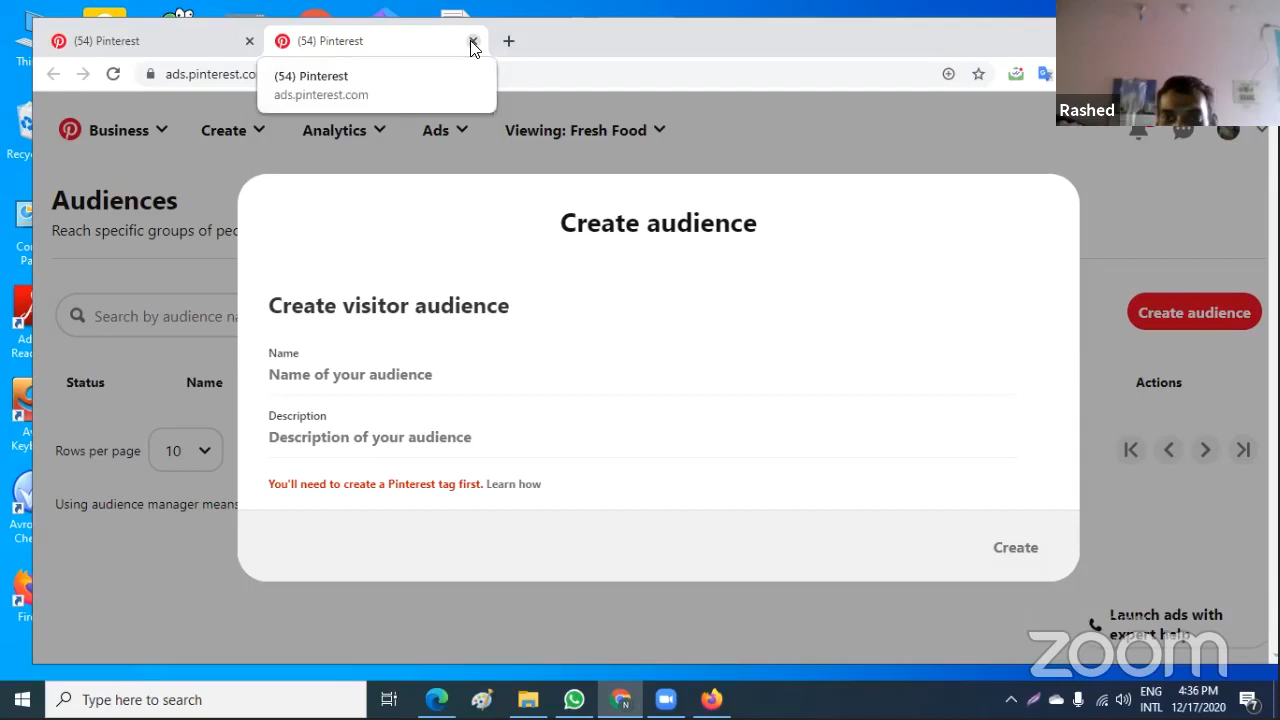 (54) Pinterest
(54) Pinterest
ads.pinterest.co
(54) Pinterest
ads.pinterest.com
Rashed
Business
Create
Analytics
Ads
Viewing: Fresh Food
Audiences
Reach specific groups of peo
Search by audience na
Create audience
Status
Name
Actions
Rows per page
10
Using audience manager means
Create audience
Create visitor audience
Name
Name of your audience
Description
Description of your audience
You'll need to create a Pinterest tag first. Learn how
Create
Launch ads with
expert help
zoom
Type here to search
N
ENG
INTL
4:36 PM
12/17/2020
7